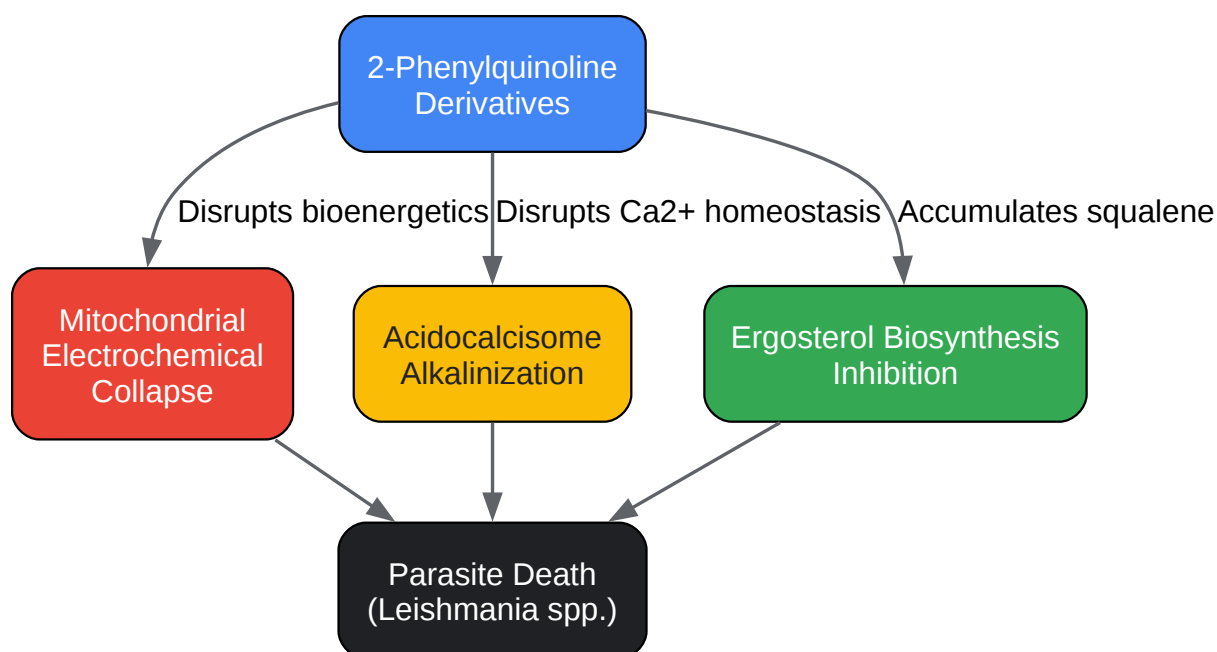 2-Phenylquinoline
Derivatives
Disrupts bioenergetics
Disrupts Ca2+ homeostasis
Accumulates squalene
Mitochondrial
Electrochemical
Collapse
Acidocalcisome
Alkalinization
Ergosterol Biosynthesis
Inhibition
Parasite Death
(Leishmania spp.)